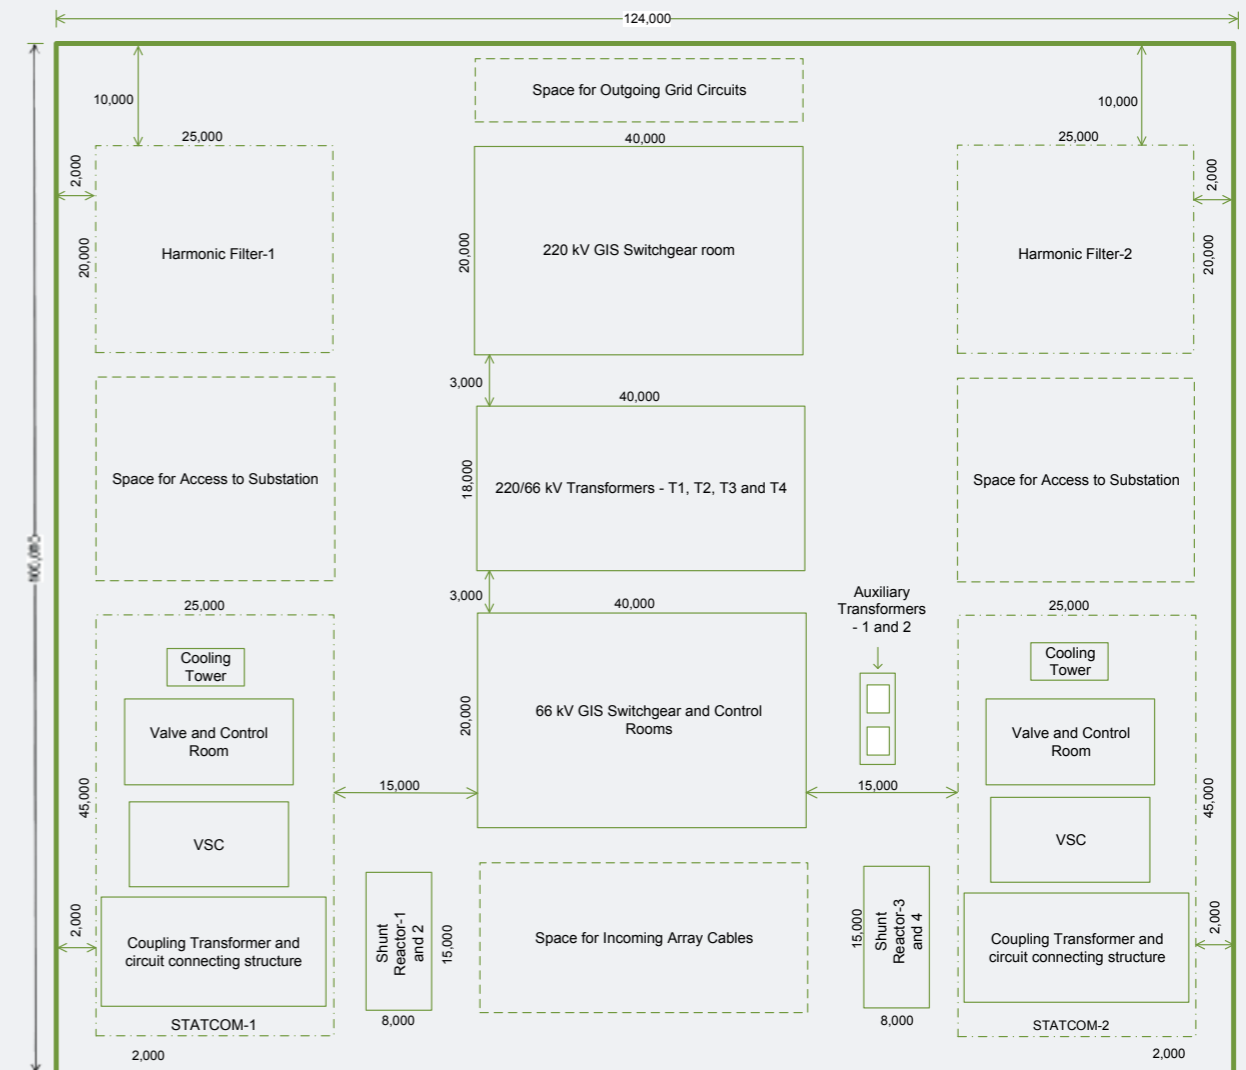 124,000
10,000
Space for Outgoing Grid Circuits
10,000
25,000
40,000
25,000
2,000
2,000
Harmonic Filter-1
20,000
220 kV GIS Switchgear room
20,000
Harmonic Filter-2
20,000
3,000
40,000
Space for Access to Substation
18,000
220/66 kV Transformers - T1, T2, T3 and T4
Space for Access to Substation
3,000
25,000
40,000
Auxiliary
Transformers
- 1 and 2
25,000
Cooling
Tower
Cooling
Tower
Valve and Control
Room
20,000
66 kV GIS Switchgear and Control
Rooms
Valve and Control
Room
45,000
15,000
15,000
45,000
VSC
VSC
2,000
Coupling Transformer and
circuit connecting structure
Shunt
Reactor-1
and 2
15,000
Space for Incoming Array Cables
15,000
Shunt
Reactor-3
and 4
Coupling Transformer and
circuit connecting structure
2,000
STATCOM-1
8,000
8,000
STATCOM-2
2,000
2,000